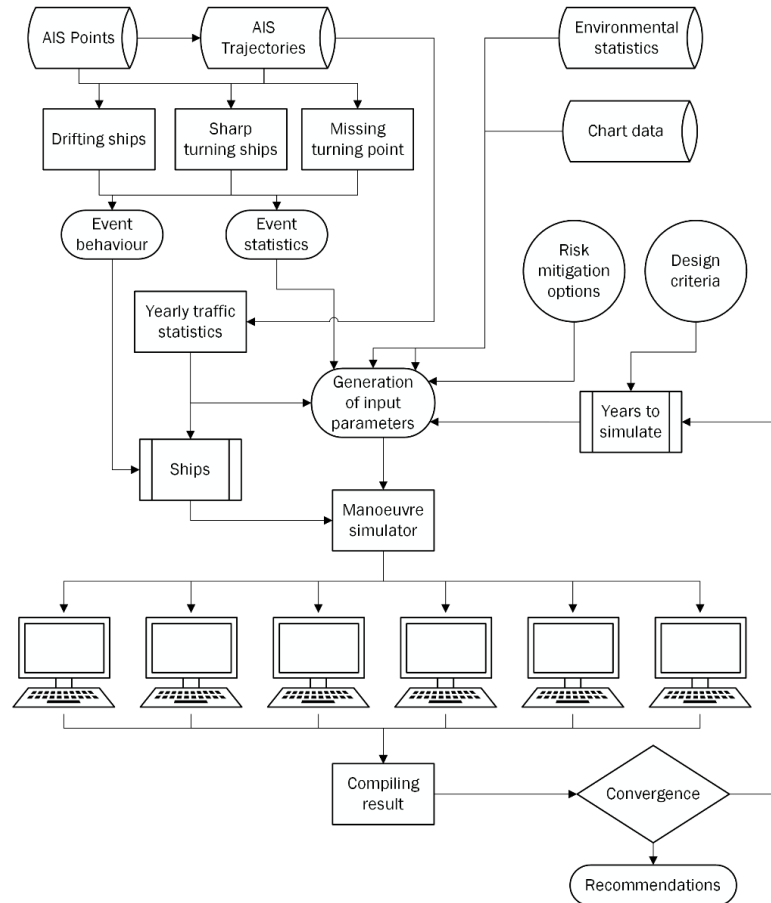 AIS Points
AIS
Trajectories
Environmental
statistics
Chart data
Drifting ships
Sharp
turning ships
Missing
turning point
Event
behaviour
Event
statistics
Risk
mitigation
options
Design
criteria
Yearly traffic
statistics
Generation
of input
parameters
Years to
simulate
Ships
Manoeuvre
simulator
Compiling
result
Convergence
Recommendations